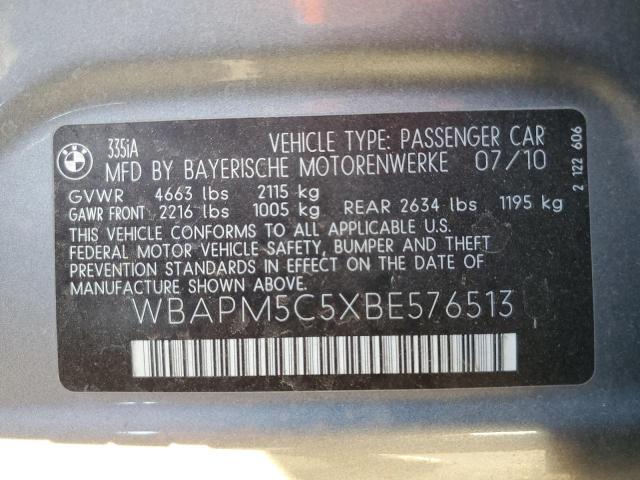 BMW
335iA VEHICLE TYPE: PASSENGER CAR
MFD BY BAYERISCHE MOTORENWERKE 07/10
GVWR 4663 lbs 2115 kg
GAWR FRONT 2216 lbs 1005 kg REAR 2634 lbs 1195 kg
THIS VEHICLE CONFORMS TO ALL APPLICABLE U.S.
FEDERAL MOTOR VEHICLE SAFETY, BUMPER AND THEFT
PREVENTION STANDARDS IN EFFECT ON THE DATE OF
MANUFACTURE SHOWN ABOVE.
WBAPM5C5XBE576513
2 122 606